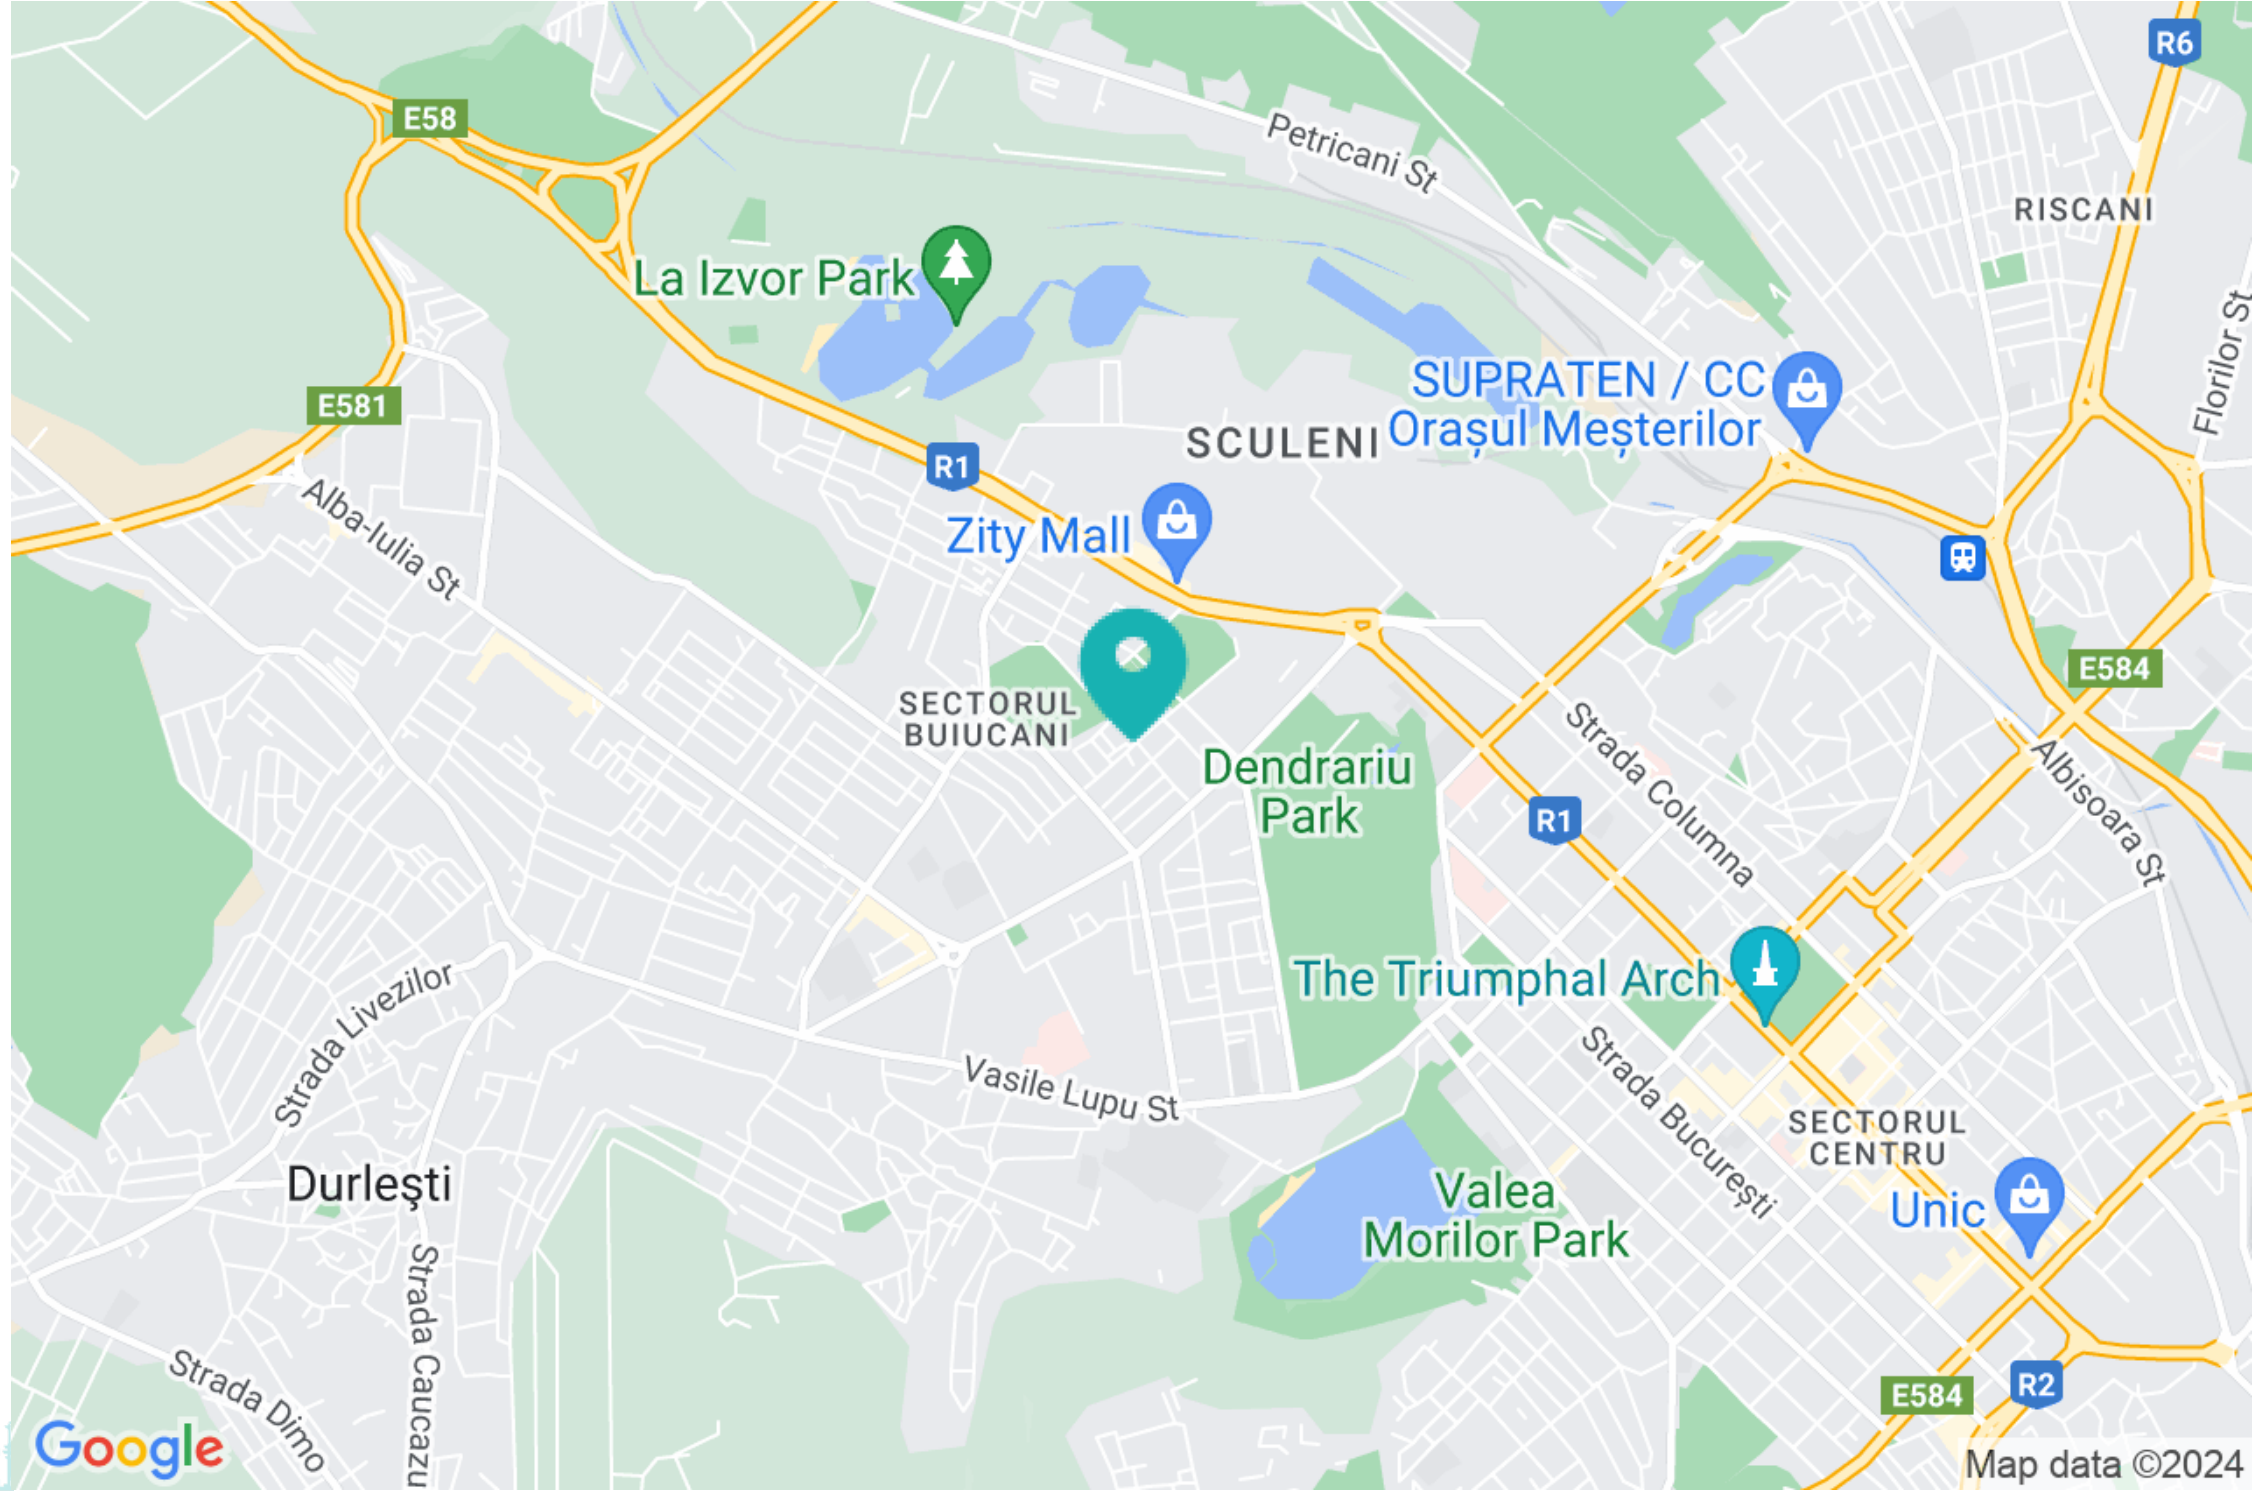 R6
E58
Petricani St
RISCANI
La Izvor Park
Florilor St
SUPRATEN / CC
Orașul Meșterilor
E581
SCULENI
R1
Alba-Iulia St
Zity Mall
E584
SECTORUL
BUIUCANI
Strada Columna
Dendrariu
Park
Albisoara St
R1
The Triumphal Arch
Strada Livezilor
Strada București
Vasile Lupu St
SECTORUL
CENTRU
Durleşti
Valea
Morilor Park
Unic
Strada Caucazu
Strada Dimo
E584
R2
Google
Map data ©2024